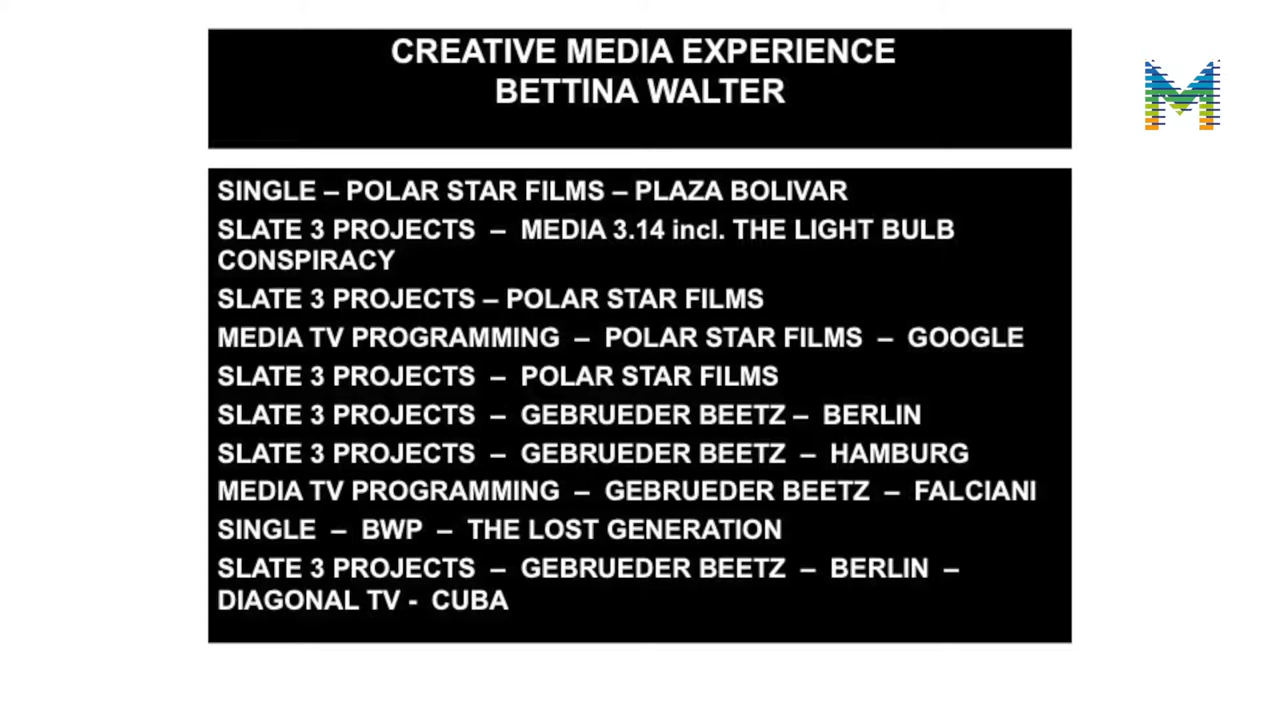 CREATIVE MEDIA EXPERIENCE
BETTINA WALTER
SINGLE – POLAR STAR FILMS – PLAZA BOLIVAR
SLATE 3 PROJECTS – MEDIA 3.14 incl. THE LIGHT BULB
CONSPIRACY
SLATE 3 PROJECTS – POLAR STAR FILMS
MEDIA TV PROGRAMMING – POLAR STAR FILMS – GOOGLE
SLATE 3 PROJECTS – POLAR STAR FILMS
SLATE 3 PROJECTS – GEBRUEDER BEETZ – BERLIN
SLATE 3 PROJECTS – GEBRUEDER BEETZ – HAMBURG
MEDIA TV PROGRAMMING – GEBRUEDER BEETZ – FALCIANI
SINGLE – BWP – THE LOST GENERATION
SLATE 3 PROJECTS – GEBRUEDER BEETZ – BERLIN –
DIAGONAL TV - CUBA
M